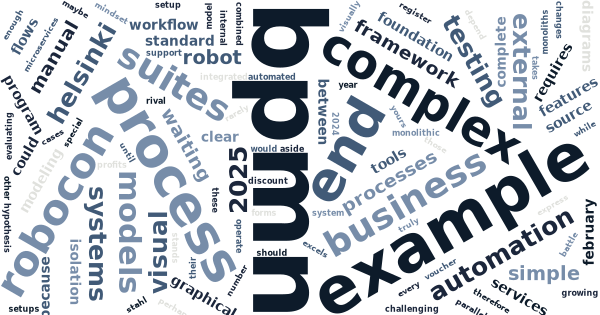 enough
flows
maybe
microservices
manual
mindset
helsinki
setup
workflow
model
internal
combined
standard
support
robot
suites
integrated
automated
rarely
rival
process
waiting
clear
program
could
evaluating
cases
special
modeling
other
hypothesis
robocon
profits
until
systems
models
isolation
because
setups
stahl
visual
stands
their
these
perhaps
graphical
number
operate
would
aside
2025
discount
forms
should
bpmn
excels
system
end
between
year
2024
visually
complex
framework
foundation
register
depend
testing
complete
external
takes
monoliths
changes
diagrams
requires
features
source
while
yours
monolithic
those
tools
processes
business
truly
example
express
battle
february
automation
every
voucher
challenging
therefore
parallel
services
simple
growing